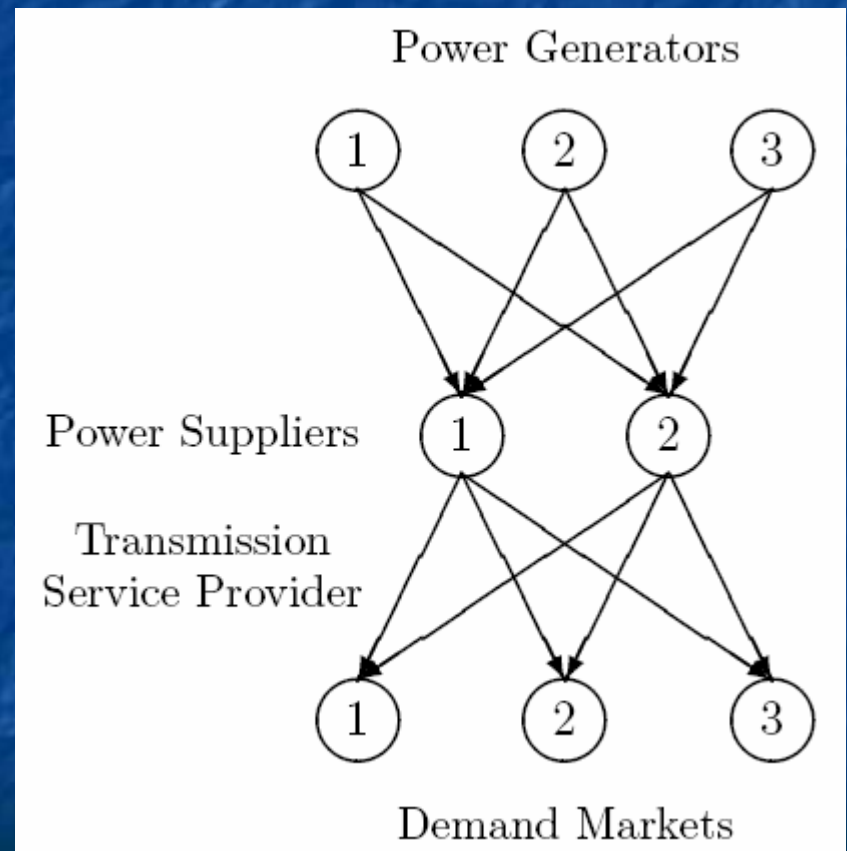 Power Generators
1 2 3
Power Suppliers
1 2
Transmission
Service Provider
1 2 3
Demand Markets